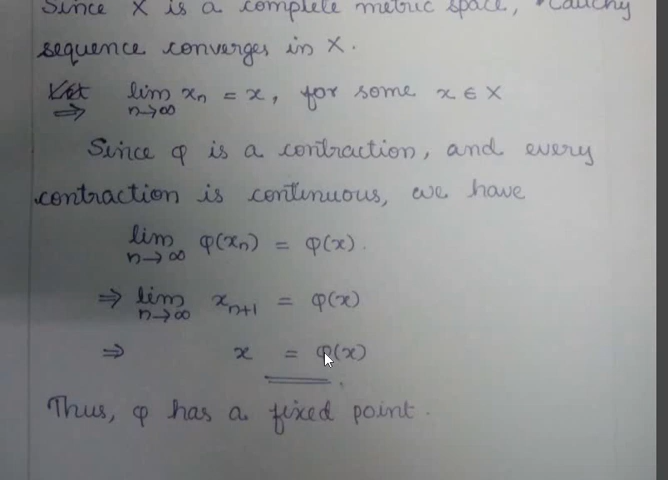 Since X is a complete metric space, Cauchy
sequence converges in X.
⇒ lim n→∞ xn = x, for some x ∈ X
Since φ is a contraction, and every
contraction is continuous, we have
lim n→∞ φ(xn) = φ(x).
⇒ lim n→∞ xn+1 = φ(x)
⇒ x = φ(x)
Thus, φ has a fixed point.